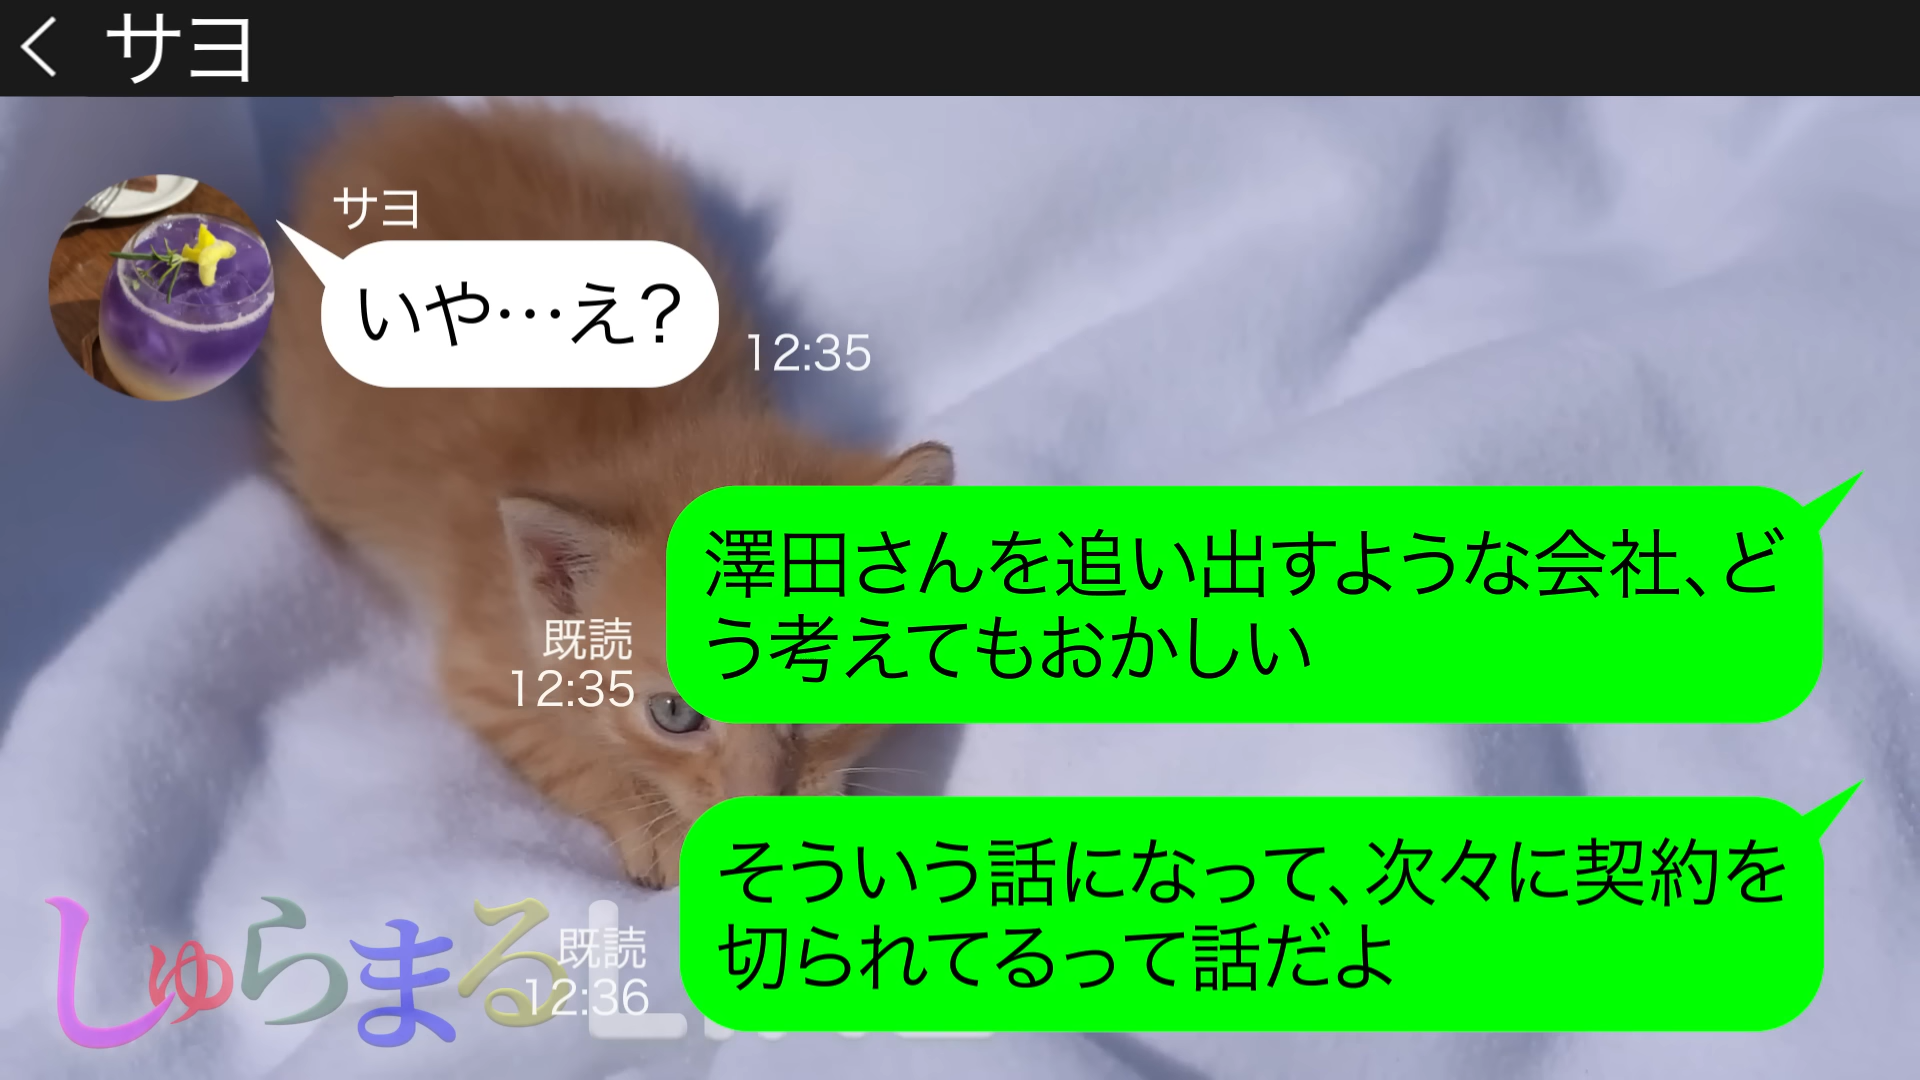 サヨ
サヨ
いや…え？
12:35
澤田さんを追い出すような会社、ど
う考えてもおかしい
既読
12:35
そういう話になって、次々に契約を
切られてるって話だよ
既読
12:36
しゅらまる